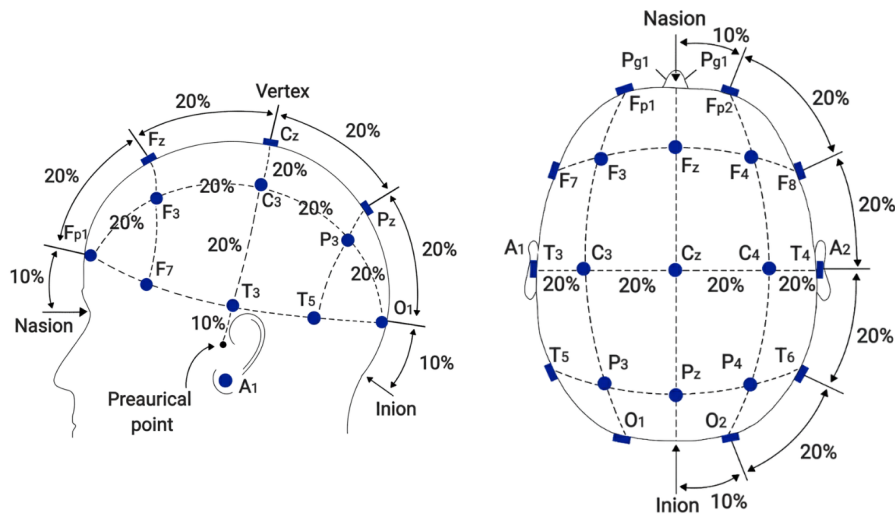 Vertex
20%
Fz
Cz
20%
20%
20%
20%
F3
C3
20%
Pz
Fp1
20%
20%
P3
20%
20%
20%
10%
F7
T3
T5
O1
Nasion
10%
10%
A1
Preaurical
point
Inion
Nasion
10%
Pg1
Pg1
Fp1
Fp2
20%
F7
F3
Fz
F4
F8
20%
A1
T3
C3
Cz
C4
T4
A2
20%
20%
20%
20%
20%
T5
P3
Pz
P4
T6
O1
O2
20%
Inion
10%